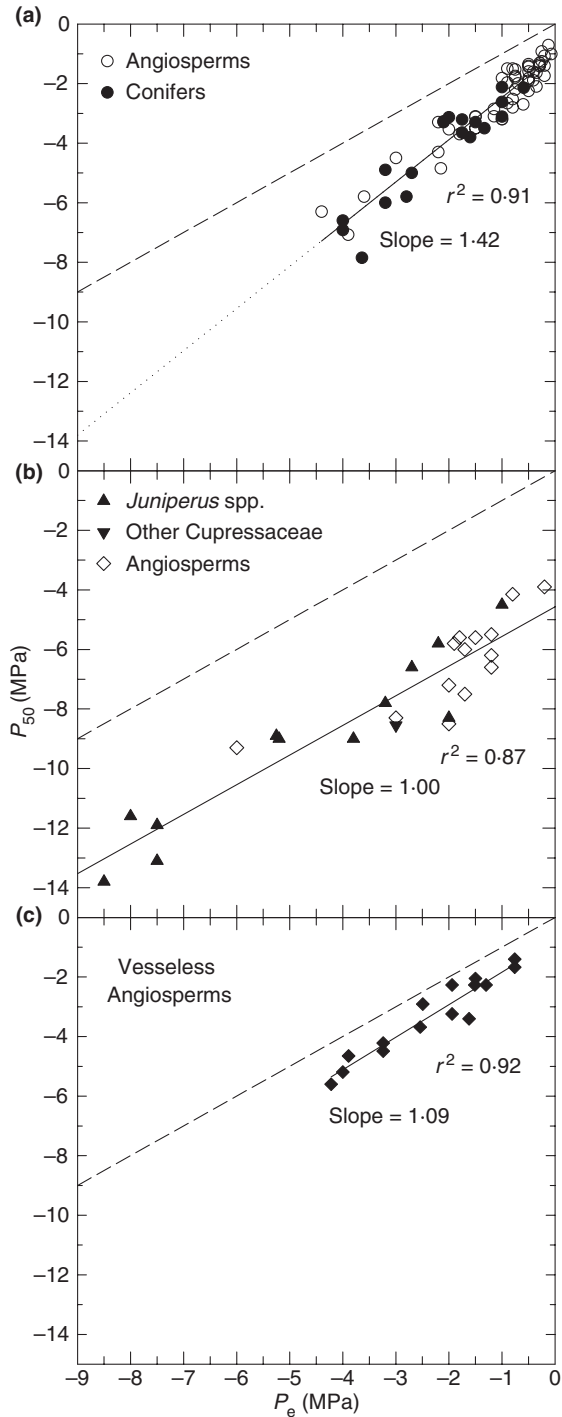 (a)
0
Angiosperms
Conifers
−2
−4
−6
r² = 0·91
Slope = 1·42
−8
−10
−12
−14
(b)
0
Juniperus spp.
Other Cupressaceae
Angiosperms
−2
−4
−6
−8
r² = 0·87
Slope = 1·00
−10
−12
−14
P₅₀ (MPa)
(c)
0
Vesseless
Angiosperms
−2
−4
r² = 0·92
−6
Slope = 1·09
−8
−10
−12
−14
−9 −8 −7 −6 −5 −4 −3 −2 −1 0
Pₑ (MPa)